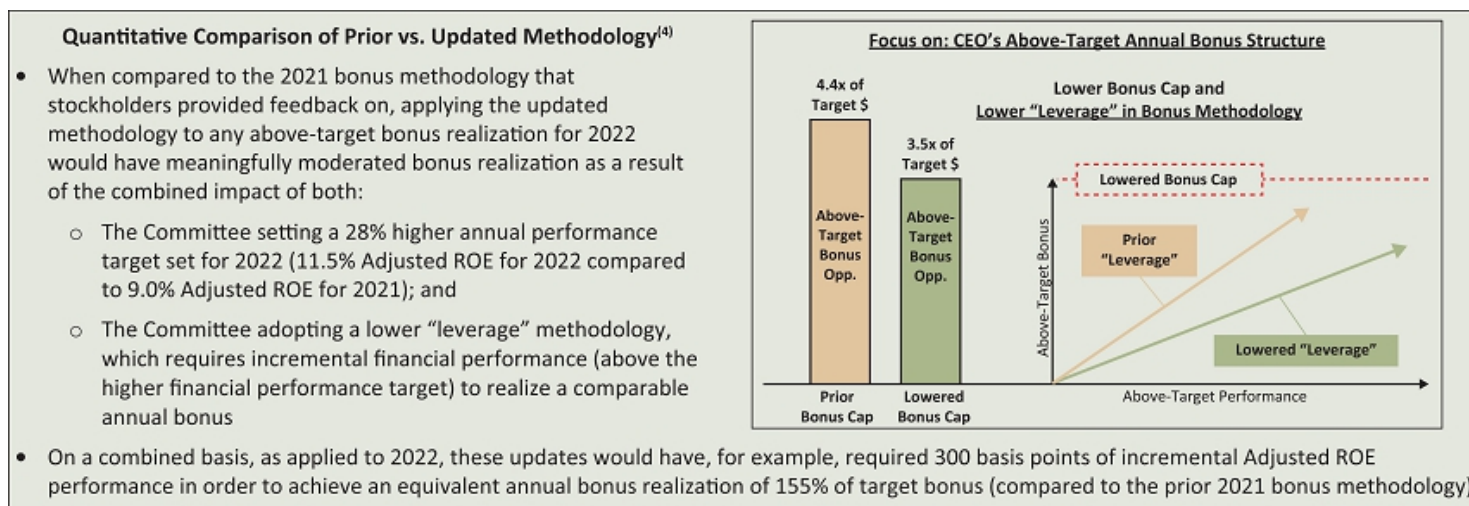 Quantitative Comparison of Prior vs. Updated Methodology(4)
• When compared to the 2021 bonus methodology that
stockholders provided feedback on, applying the updated
methodology to any above-target bonus realization for 2022
would have meaningfully moderated bonus realization as a result
of the combined impact of both:
o The Committee setting a 28% higher annual performance
target set for 2022 (11.5% Adjusted ROE for 2022 compared
to 9.0% Adjusted ROE for 2021); and
o The Committee adopting a lower “leverage” methodology,
which requires incremental financial performance (above the
higher financial performance target) to realize a comparable
annual bonus
Focus on: CEO’s Above-Target Annual Bonus Structure
4.4x of
Target $
Above-
Target
Bonus
Opp.
Prior
Bonus Cap
3.5x of
Target $
Above-
Target
Bonus
Opp.
Lowered
Bonus Cap
Lower Bonus Cap and
Lower “Leverage” in Bonus Methodology
Lowered Bonus Cap
Prior
“Leverage”
Lowered “Leverage”
Above-Target Bonus
Above-Target Performance
• On a combined basis, as applied to 2022, these updates would have, for example, required 300 basis points of incremental Adjusted ROE
performance in order to achieve an equivalent annual bonus realization of 155% of target bonus (compared to the prior 2021 bonus methodology)